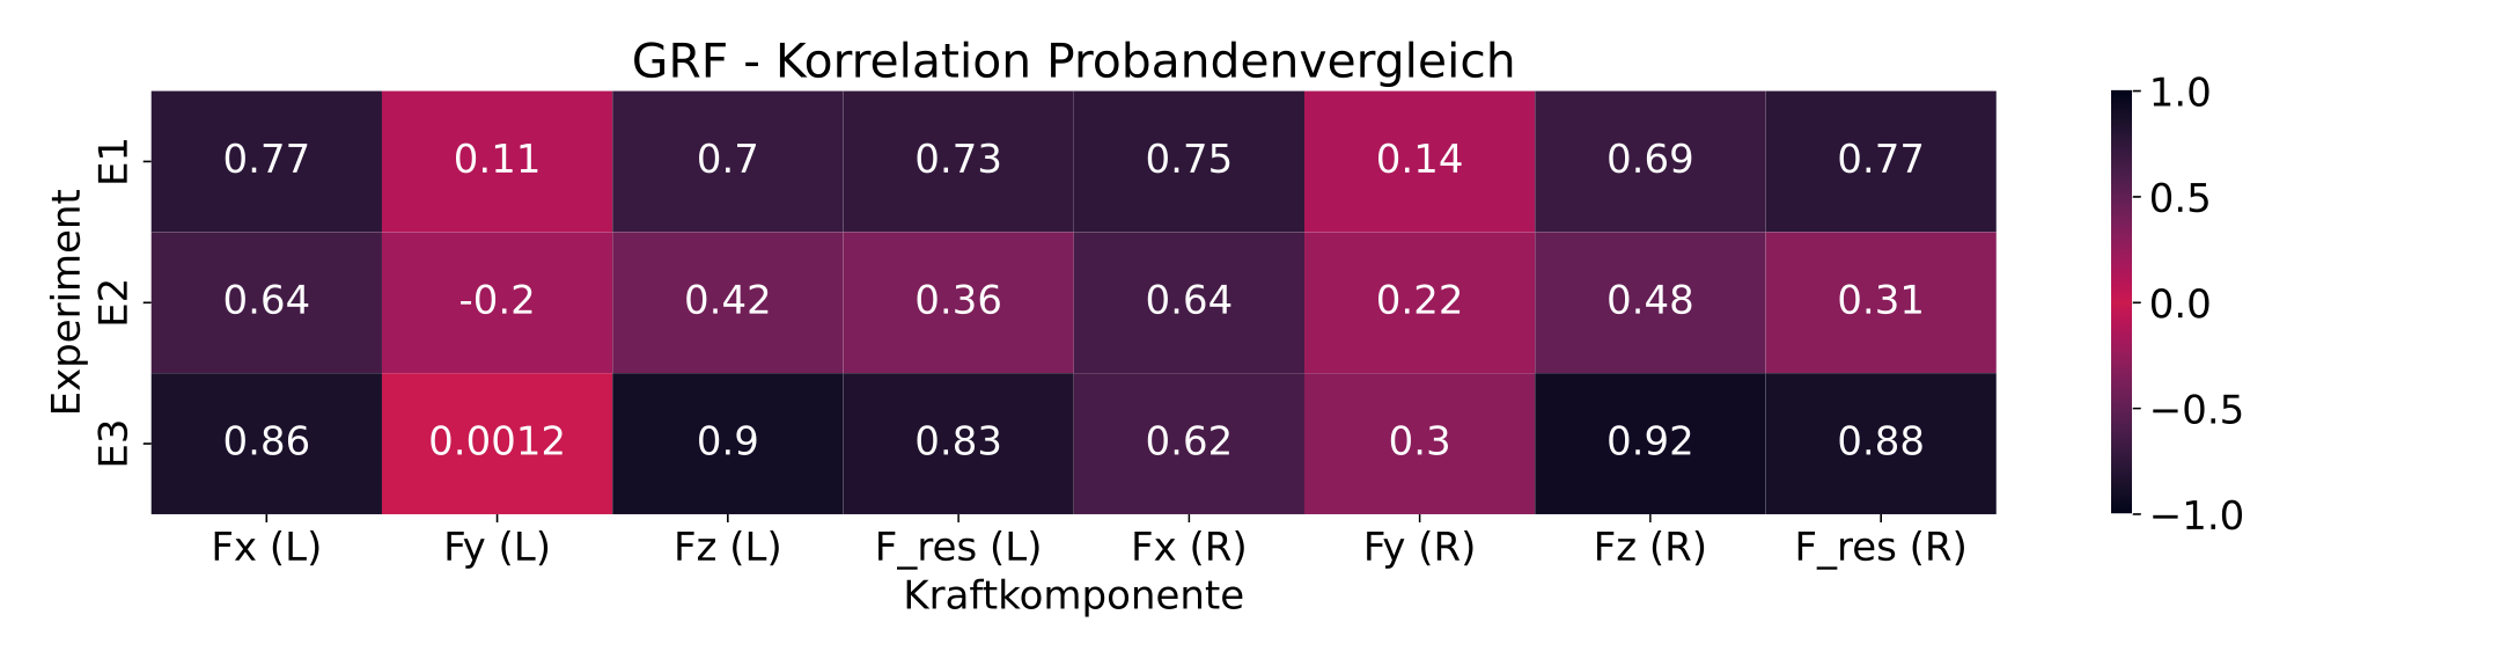 GRF - Korrelation Probandenvergleich
Experiment
E1
0.77 0.11 0.7 0.73 0.75 0.14 0.69 0.77
E2
0.64 -0.2 0.42 0.36 0.64 0.22 0.48 0.31
E3
0.86 0.0012 0.9 0.83 0.62 0.3 0.92 0.88
Fx (L) Fy (L) Fz (L) F_res (L) Fx (R) Fy (R) Fz (R) F_res (R)
Kraftkomponente
1.0
0.5
0.0
−0.5
−1.0